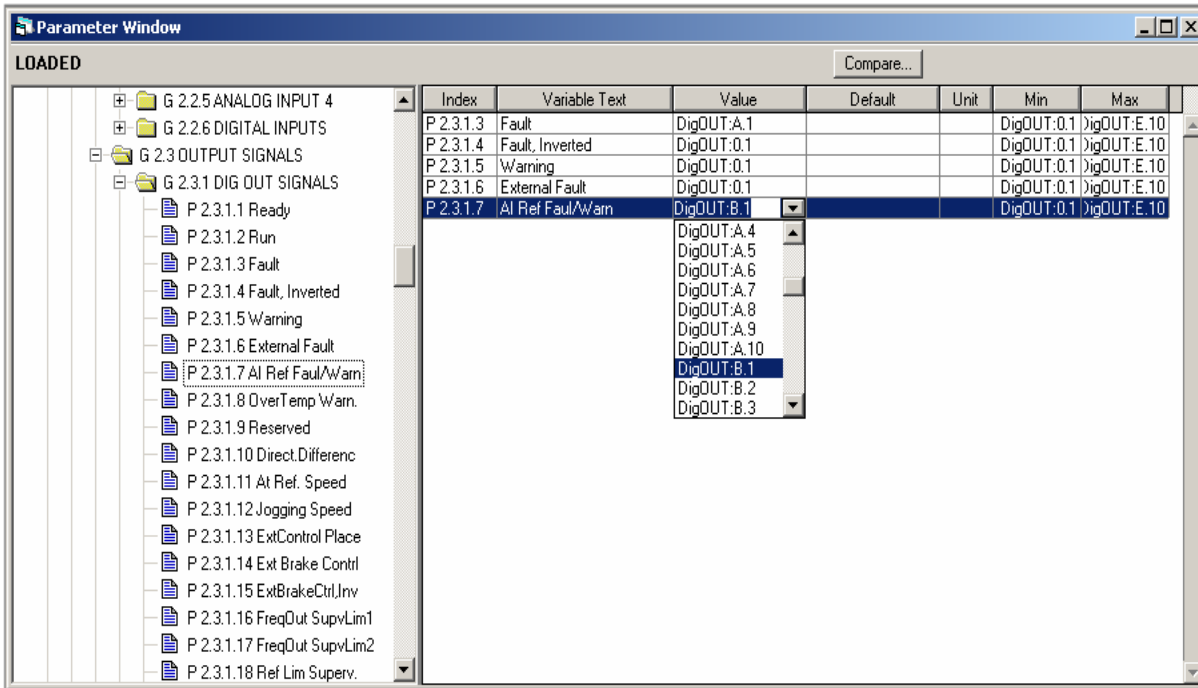 Parameter Window
LOADED
Compare...
G 2.2.5 ANALOG INPUT 4
G 2.2.6 DIGITAL INPUTS
G 2.3 OUTPUT SIGNALS
G 2.3.1 DIG OUT SIGNALS
P 2.3.1.1 Ready
P 2.3.1.2 Run
P 2.3.1.3 Fault
P 2.3.1.4 Fault, Inverted
P 2.3.1.5 Warning
P 2.3.1.6 External Fault
P 2.3.1.7 AI Ref Faul/Warn
P 2.3.1.8 OverTemp Warn.
P 2.3.1.9 Reserved
P 2.3.1.10 Direct.Differenc
P 2.3.1.11 At Ref. Speed
P 2.3.1.12 Jogging Speed
P 2.3.1.13 ExtControl Place
P 2.3.1.14 Ext Brake Contrl
P 2.3.1.15 ExtBrakeCtrl,Inv
P 2.3.1.16 FreqOut SupvLim1
P 2.3.1.17 FreqOut SupvLim2
P 2.3.1.18 Ref Lim Superv.
Index Variable Text Value Default Unit Min Max
P 2.3.1.3 Fault DigOUT:A.1 DigOUT:0.1 )igOUT:E.10
P 2.3.1.4 Fault, Inverted DigOUT:0.1 DigOUT:0.1 )igOUT:E.10
P 2.3.1.5 Warning DigOUT:0.1 DigOUT:0.1 )igOUT:E.10
P 2.3.1.6 External Fault DigOUT:0.1 DigOUT:0.1 )igOUT:E.10
P 2.3.1.7 AI Ref Faul/Warn DigOUT:B.1 DigOUT:0.1 )igOUT:E.10
DigOUT:A.4
DigOUT:A.5
DigOUT:A.6
DigOUT:A.7
DigOUT:A.8
DigOUT:A.9
DigOUT:A.10
DigOUT:B.1
DigOUT:B.2
DigOUT:B.3